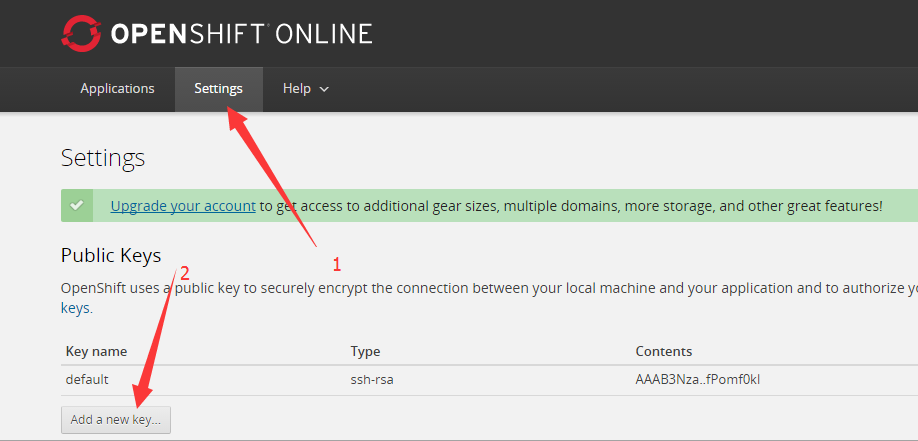 OPENSHIFT ONLINE
Applications Settings Help
Settings
Upgrade your account to get access to additional gear sizes, multiple domains, more storage, and other great features!
1
Public Keys
2
OpenShift uses a public key to securely encrypt the connection between your local machine and your application and to authorize
keys.
Key name Type Contents
default ssh-rsa AAAB3Nza..fPomf0kl
Add a new key...